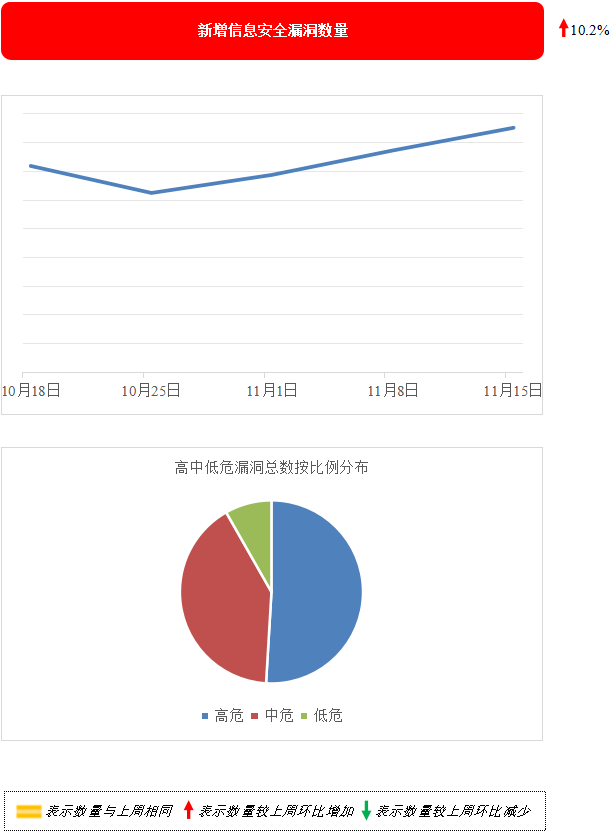 新增信息安全漏洞数量
10.2%
10月18日 10月25日 11月1日 11月8日 11月15日
高中低危漏洞总数按比例分布
高危 中危 低危
表示数量与上周相同 表示数量较上周环比增加 表示数量较上周环比减少